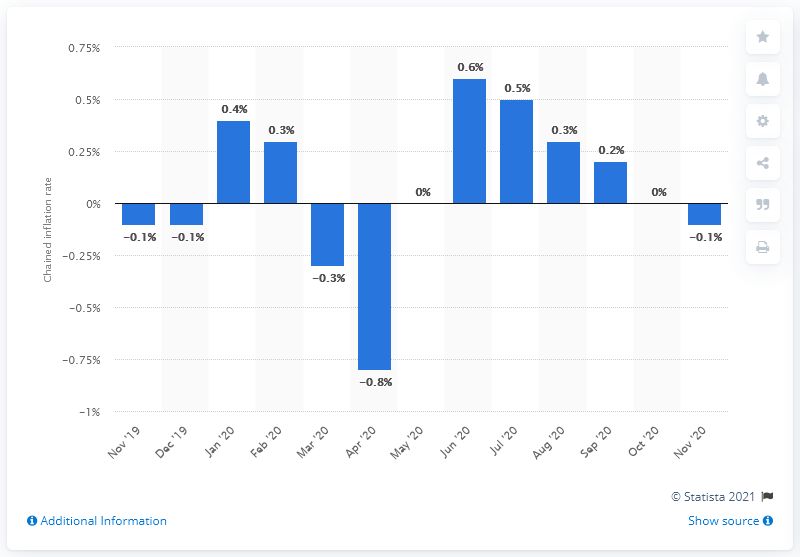 0.75%
0.5%
0.25%
0%
−0.25%
−0.5%
−0.75%
−1%
Chained inflation rate
−0.1%
−0.1%
0.4%
0.3%
−0.3%
−0.8%
0%
0.6%
0.5%
0.3%
0.2%
0%
−0.1%
Nov '19
Dec '19
Jan '20
Feb '20
Mar '20
Apr '20
May '20
Jun '20
Jul '20
Aug '20
Sep '20
Oct '20
Nov '20
© Statista 2021
Additional Information
Show source